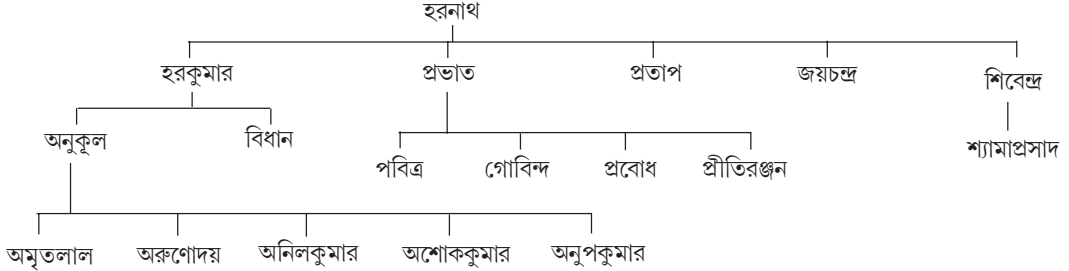 হরনাথ
হরকুমার প্রভাত প্রতাপ জয়চন্দ্র শিবেন্দ্র
অনুকূল বিধান
পবিত্র গোবিন্দ প্রবোধ প্রীতিরঞ্জন শ্যামাপ্রসাদ
অমৃতলাল অরুণোদয় অনিলকুমার অশোককুমার অনুপকুমার